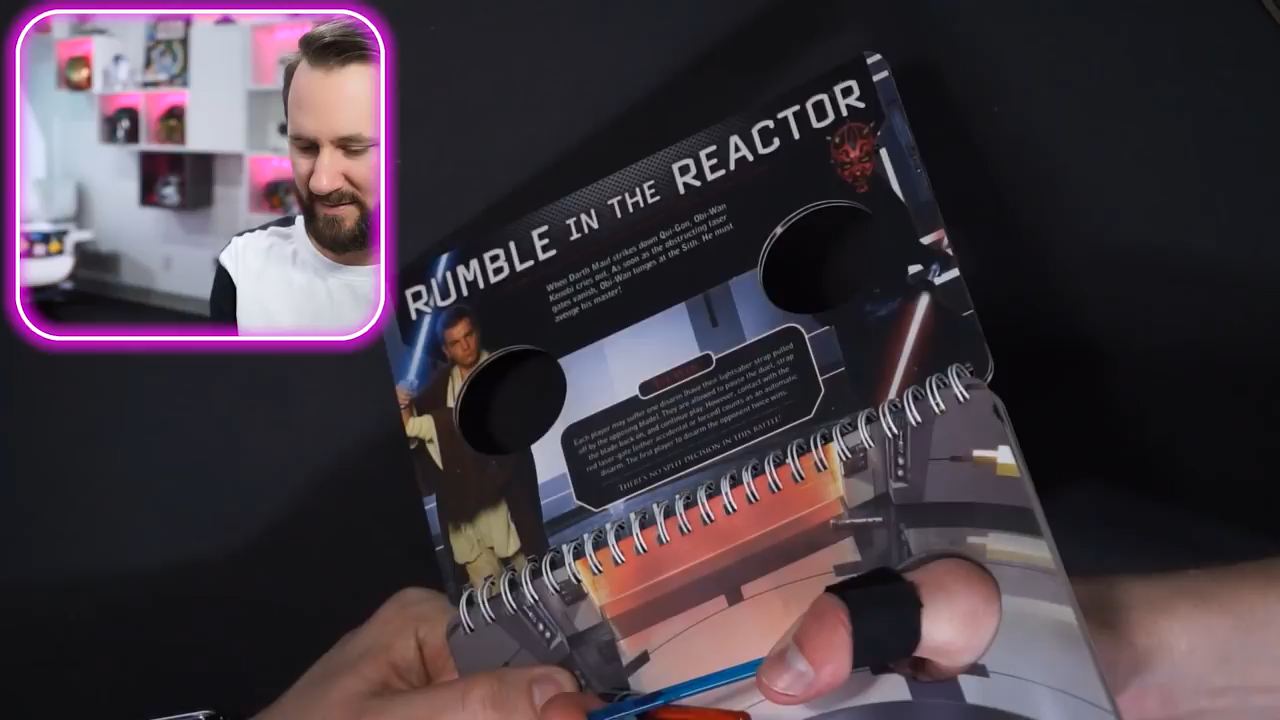 RUMBLE IN THE REACTOR
When Darth Maul strikes down Qui-Gon, Obi-Wan
Kenobi cries out. As soon as the obstructing laser
gates vanish, Obi-Wan lunges at the Sith. He must
avenge his master!
Each player may suffer one disarm (have their lightsaber strap pulled
off by the opposing blade). They are allowed to pause the duel, strap
the blade back on, and continue play. However, contact with the
red laser-gate (either accidental or forced) counts as an automatic
disarm. The first player to disarm the opponent twice wins.
THERE'S NO SPLIT DECISION IN THIS BATTLE!